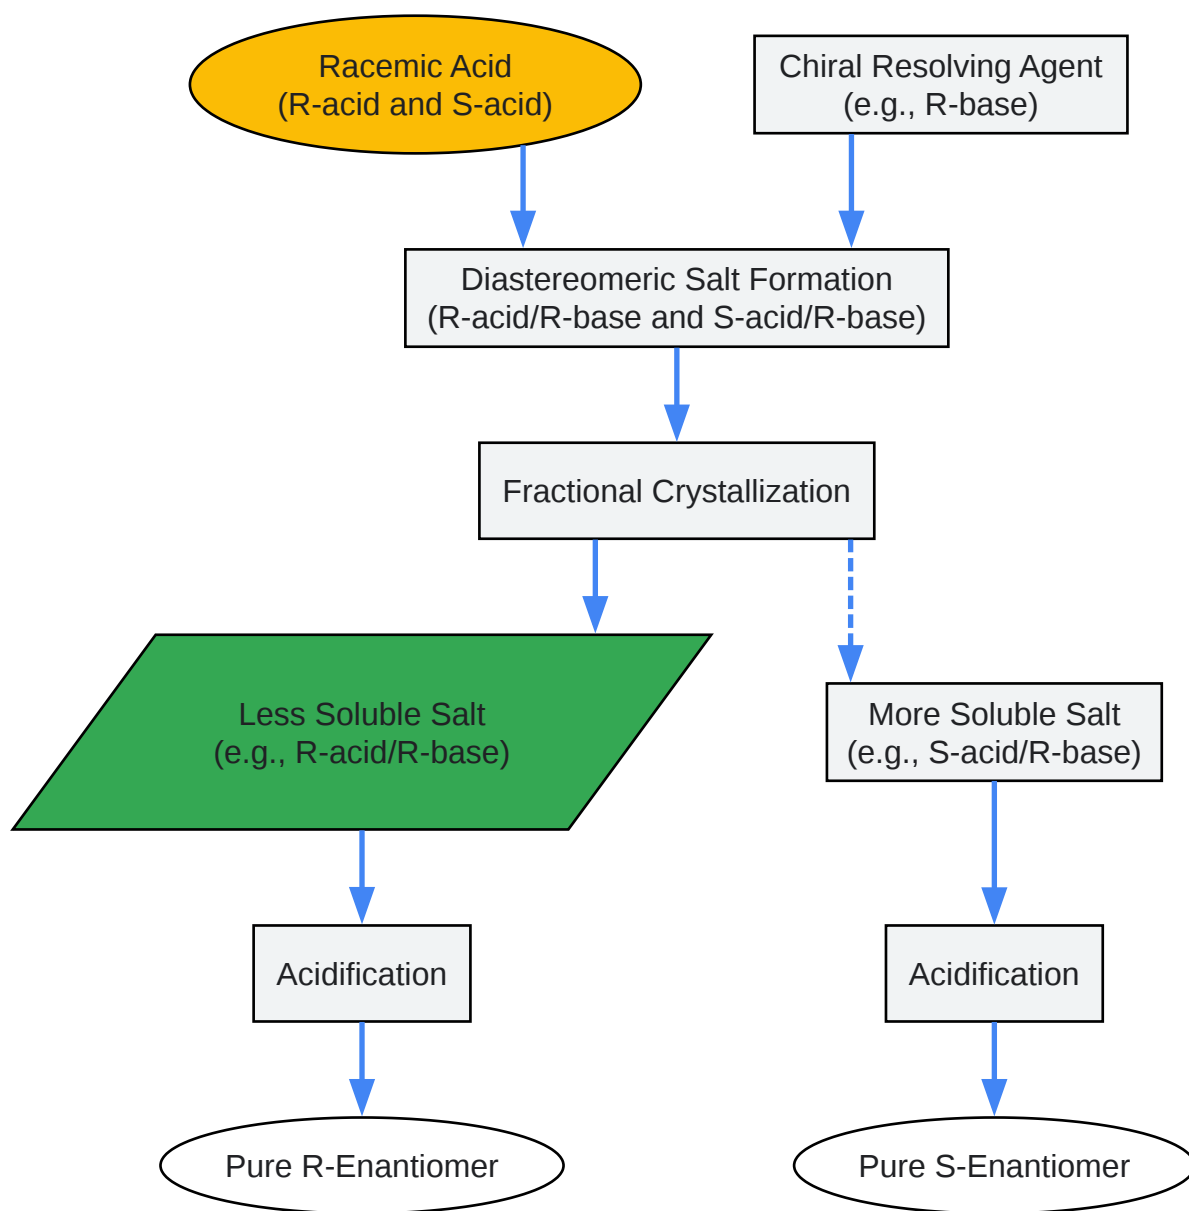 Racemic Acid
(R-acid and S-acid)
Chiral Resolving Agent
(e.g., R-base)
Diastereomeric Salt Formation
(R-acid/R-base and S-acid/R-base)
Fractional Crystallization
Less Soluble Salt
(e.g., R-acid/R-base)
More Soluble Salt
(e.g., S-acid/R-base)
Acidification
Acidification
Pure R-Enantiomer
Pure S-Enantiomer